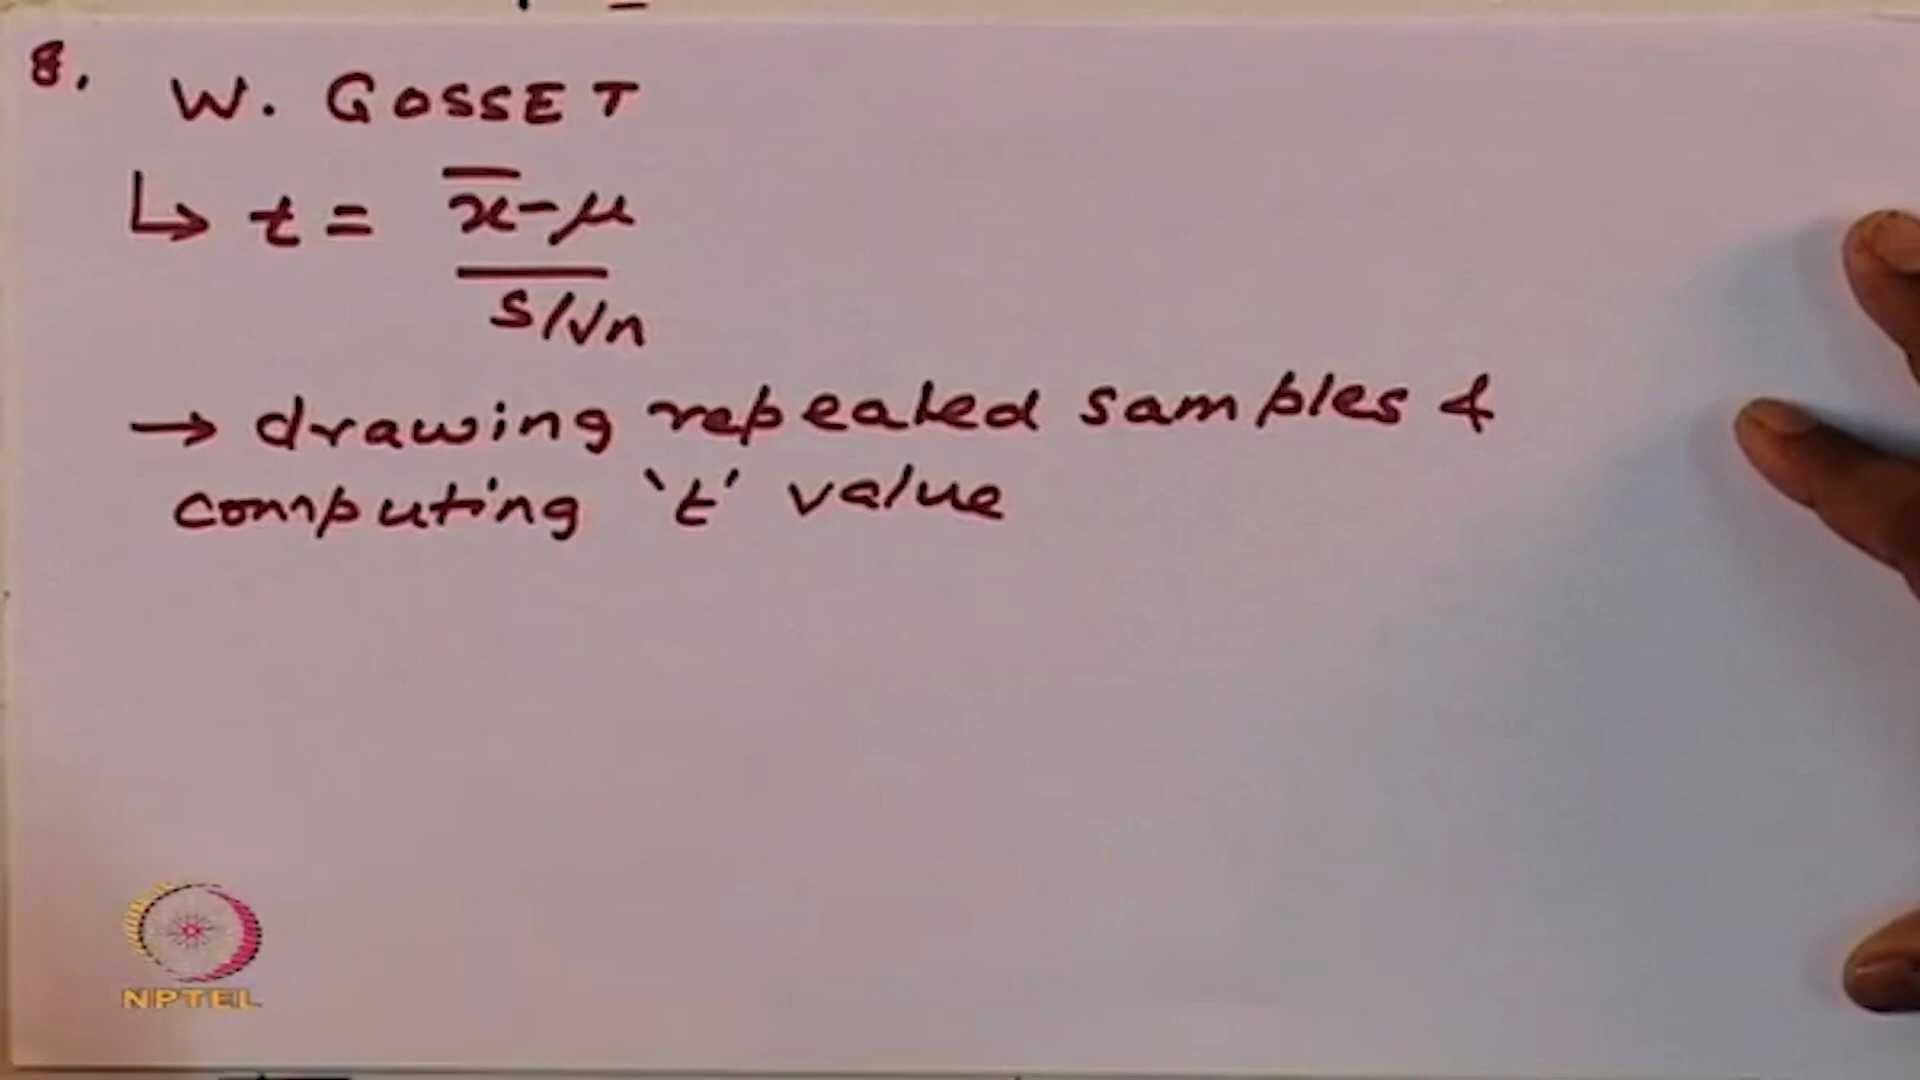 8.
W. GOSSET
↳ t = x̄-μ
s/√n
→ drawing repeated samples &
computing 't' value
NPTEL